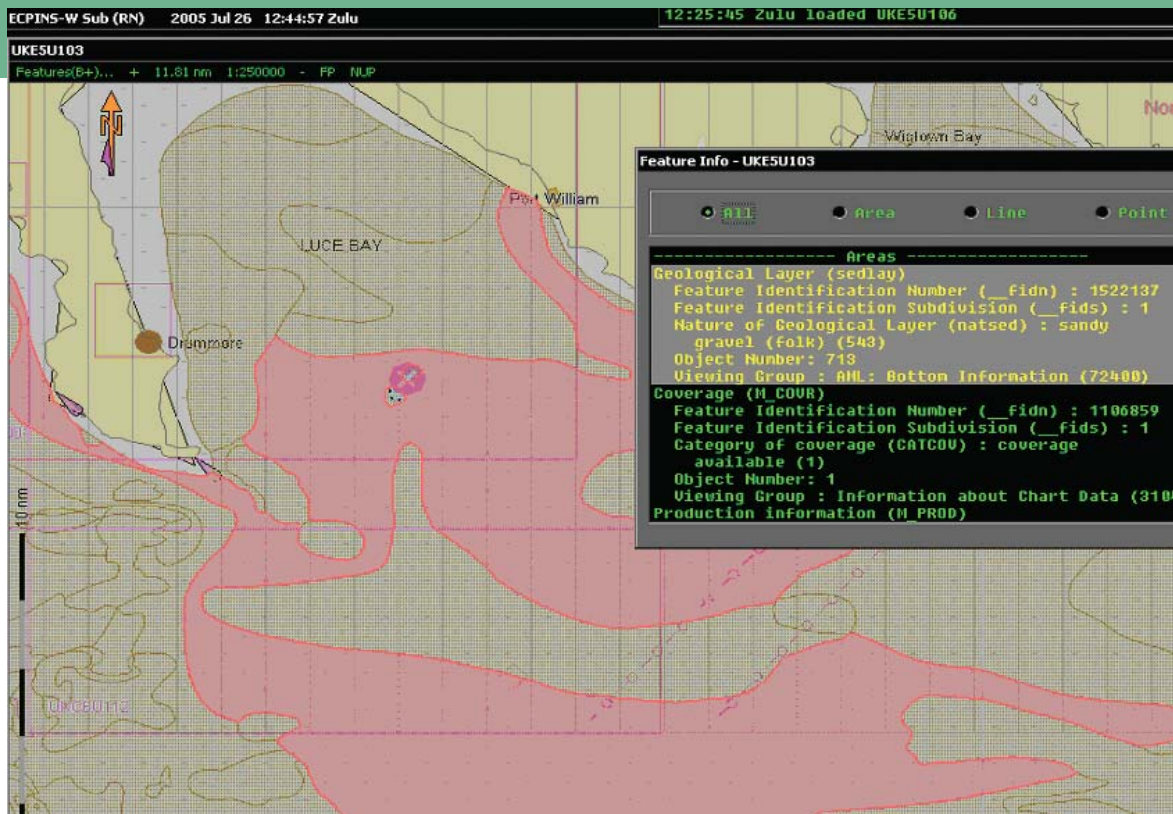 ECPINS-W Sub (RN) 2005 Jul 26 12:44:57 Zulu
12:25:45 Zulu loaded UKE5U106
UKE5U103
Features(B+)... + 11.81 nm 1:250000 - FP NUP
Wigtown Bay
Feature Info - UKE5U103
All Area Line Point
------------------ Areas ------------------
Geological Layer (sedlay)
Feature Identification Number (__fidn) : 1522137
Feature Identification Subdivision (__fids) : 1
Nature of Geological Layer (natsed) : sandy
gravel (folk) (543)
Object Number: 713
Viewing Group : AML: Bottom Information (72400)
Coverage (M_COVR)
Feature Identification Number (__fidn) : 1106859
Feature Identification Subdivision (__fids) : 1
Category of coverage (CATCOV) : coverage
available (1)
Object Number: 1
Viewing Group : Information about Chart Data (3104
Production information (M_PROD)
N
Port William
LUCE BAY
Drummore
10 nm